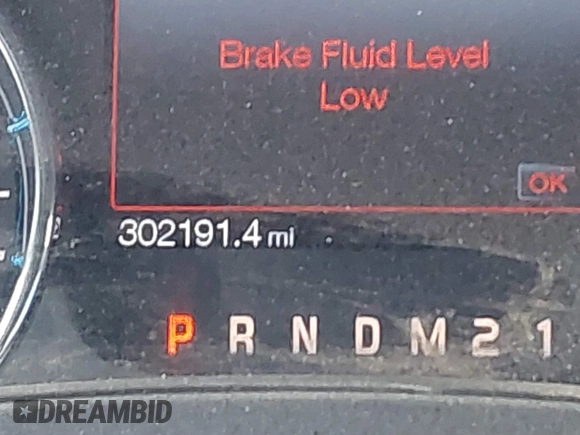 Brake Fluid Level
Low
OK
302191.4 mi
P R N D M 2 1
DREAMBID